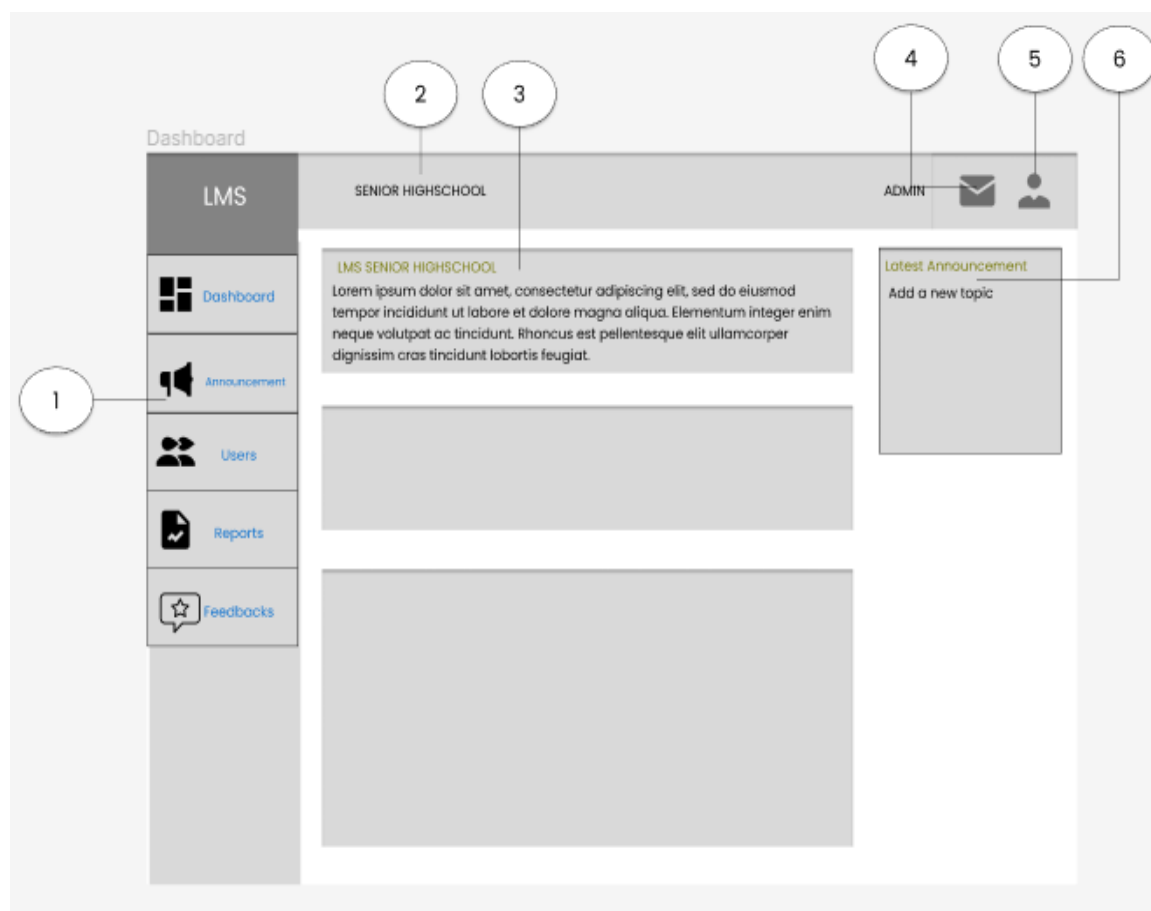 2
3
4
5
6
Dashboard
LMS
SENIOR HIGHSCHOOL
ADMIN
1
Dashboard
Announcement
Users
Reports
Feedbacks
LMS SENIOR HIGHSCHOOL
Lorem ipsum dolor sit amet, consectetur adipiscing elit, sed do eiusmod
tempor incididunt ut labore et dolore magna aliqua. Elementum integer enim
neque volutpat ac tincidunt. Rhoncus est pellentesque elit ullamcorper
dignissim cras tincidunt lobortis feugiat.
Latest Announcement
Add a new topic